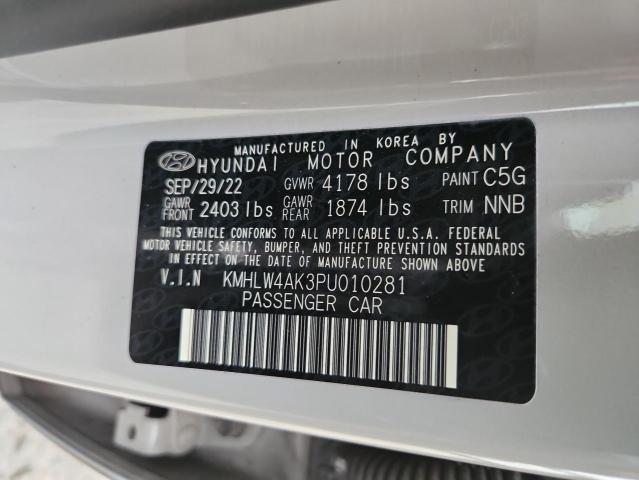 MANUFACTURED IN KOREA BY
HYUNDAI MOTOR COMPANY
SEP/29/22 GVWR 4178 lbs PAINT C5G
GAWR FRONT 2403 lbs GAWR REAR 1874 lbs TRIM NNB
THIS VEHICLE CONFORMS TO ALL APPLICABLE U.S.A. FEDERAL
MOTOR VEHICLE SAFETY, BUMPER, AND THEFT PREVENTION STANDARDS
IN EFFECT ON THE DATE OF MANUFACTURE SHOWN ABOVE.
V.I.N KMHLW4AK3PU010281
PASSENGER CAR